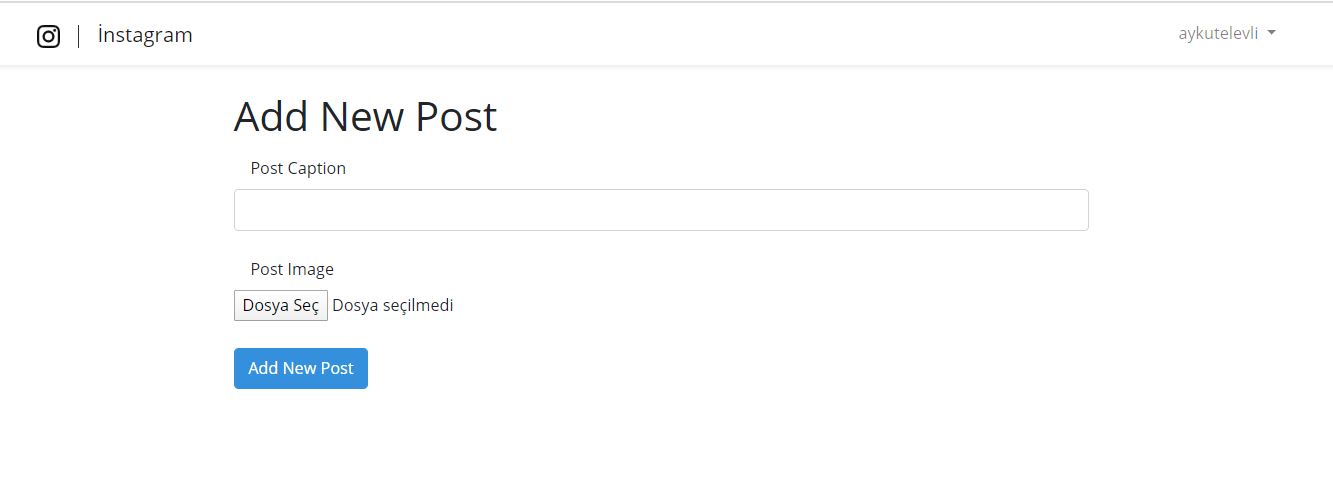 İnstagram
aykutelevli
Add New Post
Post Caption
Post Image
Dosya Seç Dosya seçilmedi
Add New Post